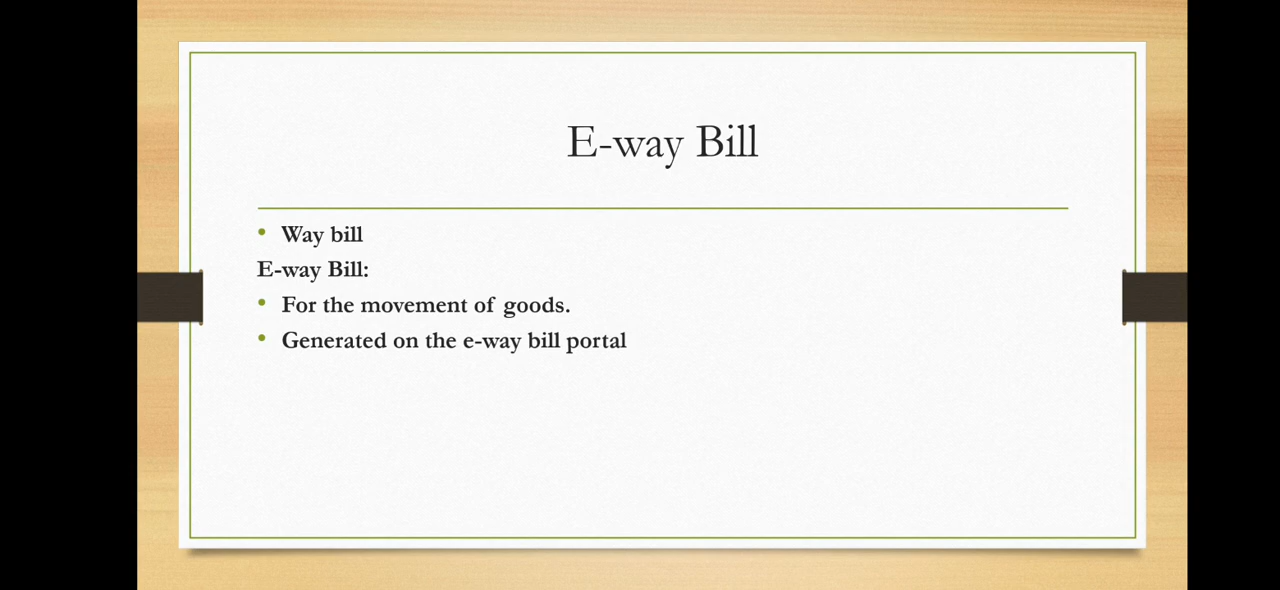 E-way Bill
• Way bill
E-way Bill:
• For the movement of goods.
• Generated on the e-way bill portal